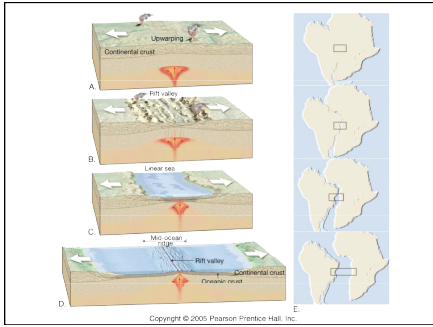 Upwarping
Continental crust
A.
Rift valley
B.
Linear sea
C.
Mid-ocean
ridge
Rift valley
Continental crust
Oceanic crust
D.
E.
Copyright © 2005 Pearson Prentice Hall, Inc.